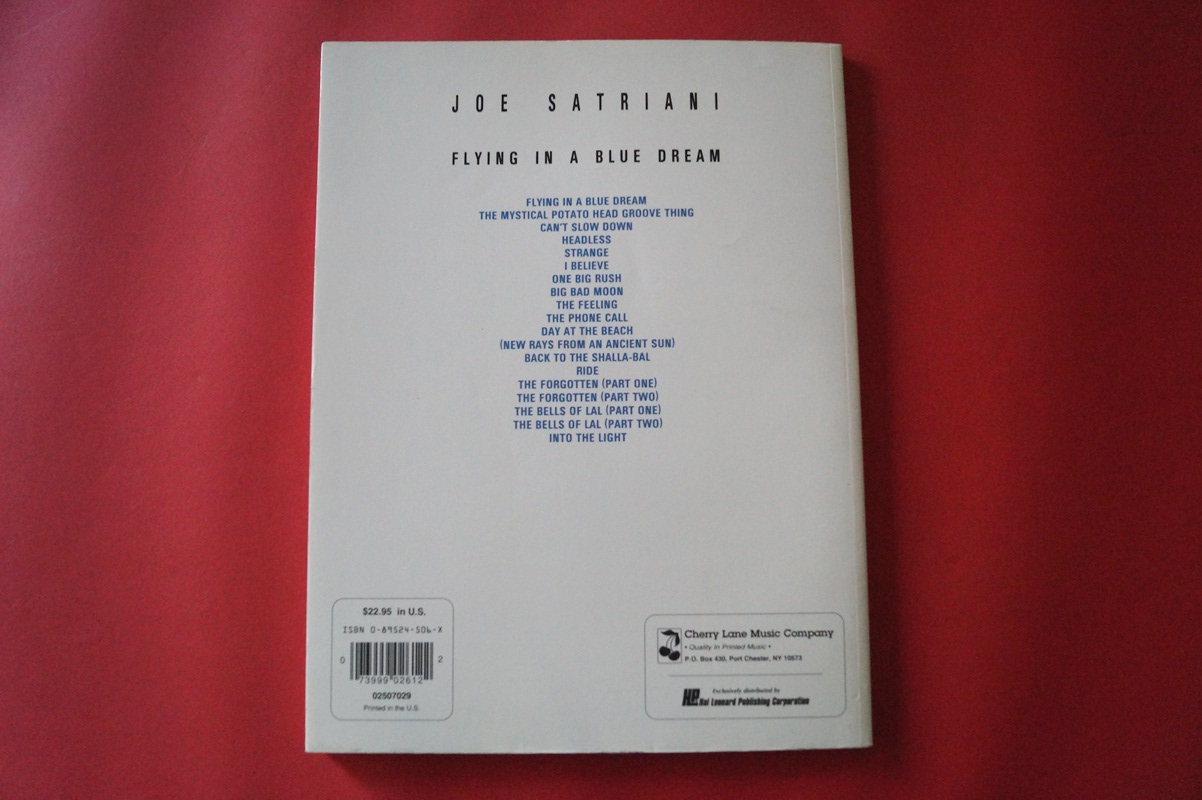 JOE SATRIANI
FLYING IN A BLUE DREAM
FLYING IN A BLUE DREAM
THE MYSTICAL POTATO HEAD GROOVE THING
CAN'T SLOW DOWN
HEADLESS
STRANGE
I BELIEVE
ONE BIG RUSH
BIG BAD MOON
THE FEELING
THE PHONE CALL
DAY AT THE BEACH
(NEW RAYS FROM AN ANCIENT SUN)
BACK TO THE SHALLA-BAL
RIDE
THE FORGOTTEN (PART ONE)
THE FORGOTTEN (PART TWO)
THE BELLS OF LAL (PART ONE)
THE BELLS OF LAL (PART TWO)
INTO THE LIGHT
$22.95 in U.S.
ISBN 0-89524-506-X
0 73999 02612 2
02507029
Printed in the U.S.
Cherry Lane Music Company
• Quality In Printed Music •
P.O. Box 430, Port Chester, NY 10573
Exclusively distributed by
Hal Leonard Publishing Corporation